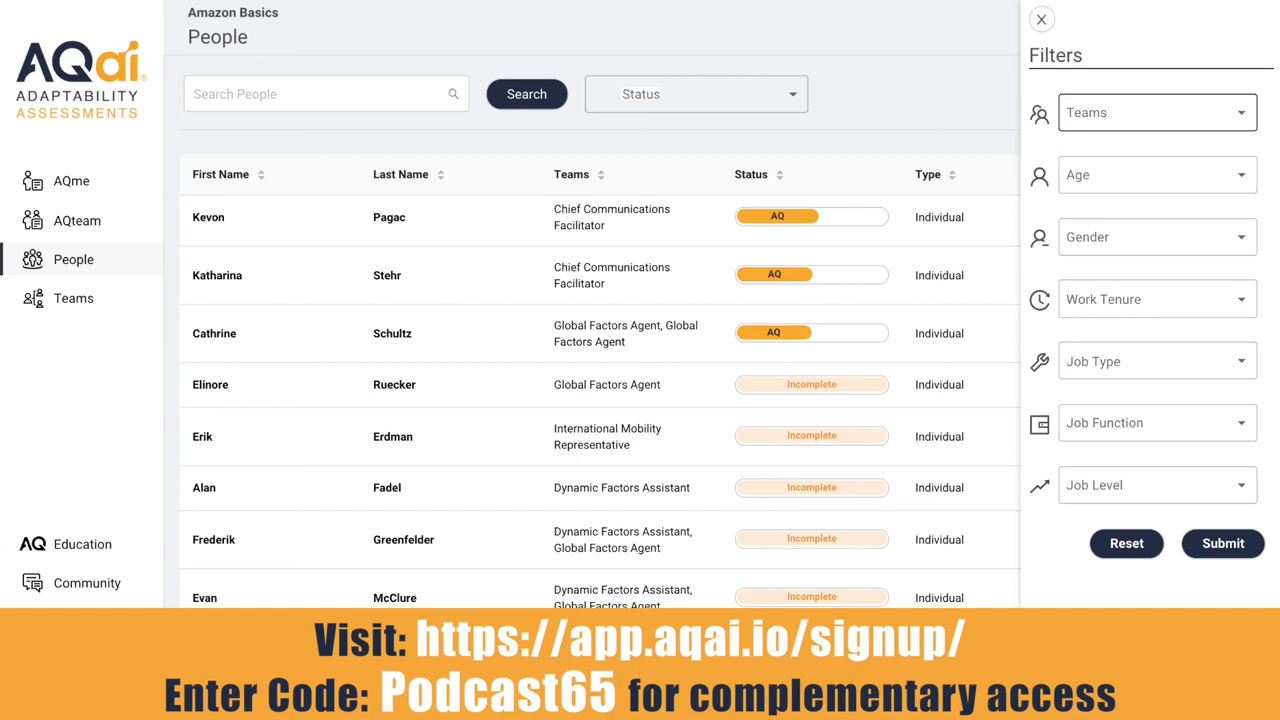 AQai
ADAPTABILITY
ASSESSMENTS
AQme
AQteam
People
Teams
AQ Education
Community
Amazon Basics
People
Search People
Search
Status
First Name
Last Name
Teams
Status
Type
Kevon
Pagac
Chief Communications
Facilitator
AQ
Individual
Katharina
Stehr
Chief Communications
Facilitator
AQ
Individual
Cathrine
Schultz
Global Factors Agent, Global
Factors Agent
AQ
Individual
Elinore
Ruecker
Global Factors Agent
Incomplete
Individual
Erik
Erdman
International Mobility
Representative
Incomplete
Individual
Alan
Fadel
Dynamic Factors Assistant
Incomplete
Individual
Frederik
Greenfelder
Dynamic Factors Assistant,
Global Factors Agent
Incomplete
Individual
Evan
McClure
Dynamic Factors Assistant,
Global Factors Agent
Incomplete
Individual
X
Filters
Teams
Age
Gender
Work Tenure
Job Type
Job Function
Job Level
Reset
Submit
Visit: https://app.aqai.io/signup/
Enter Code: Podcast65 for complementary access